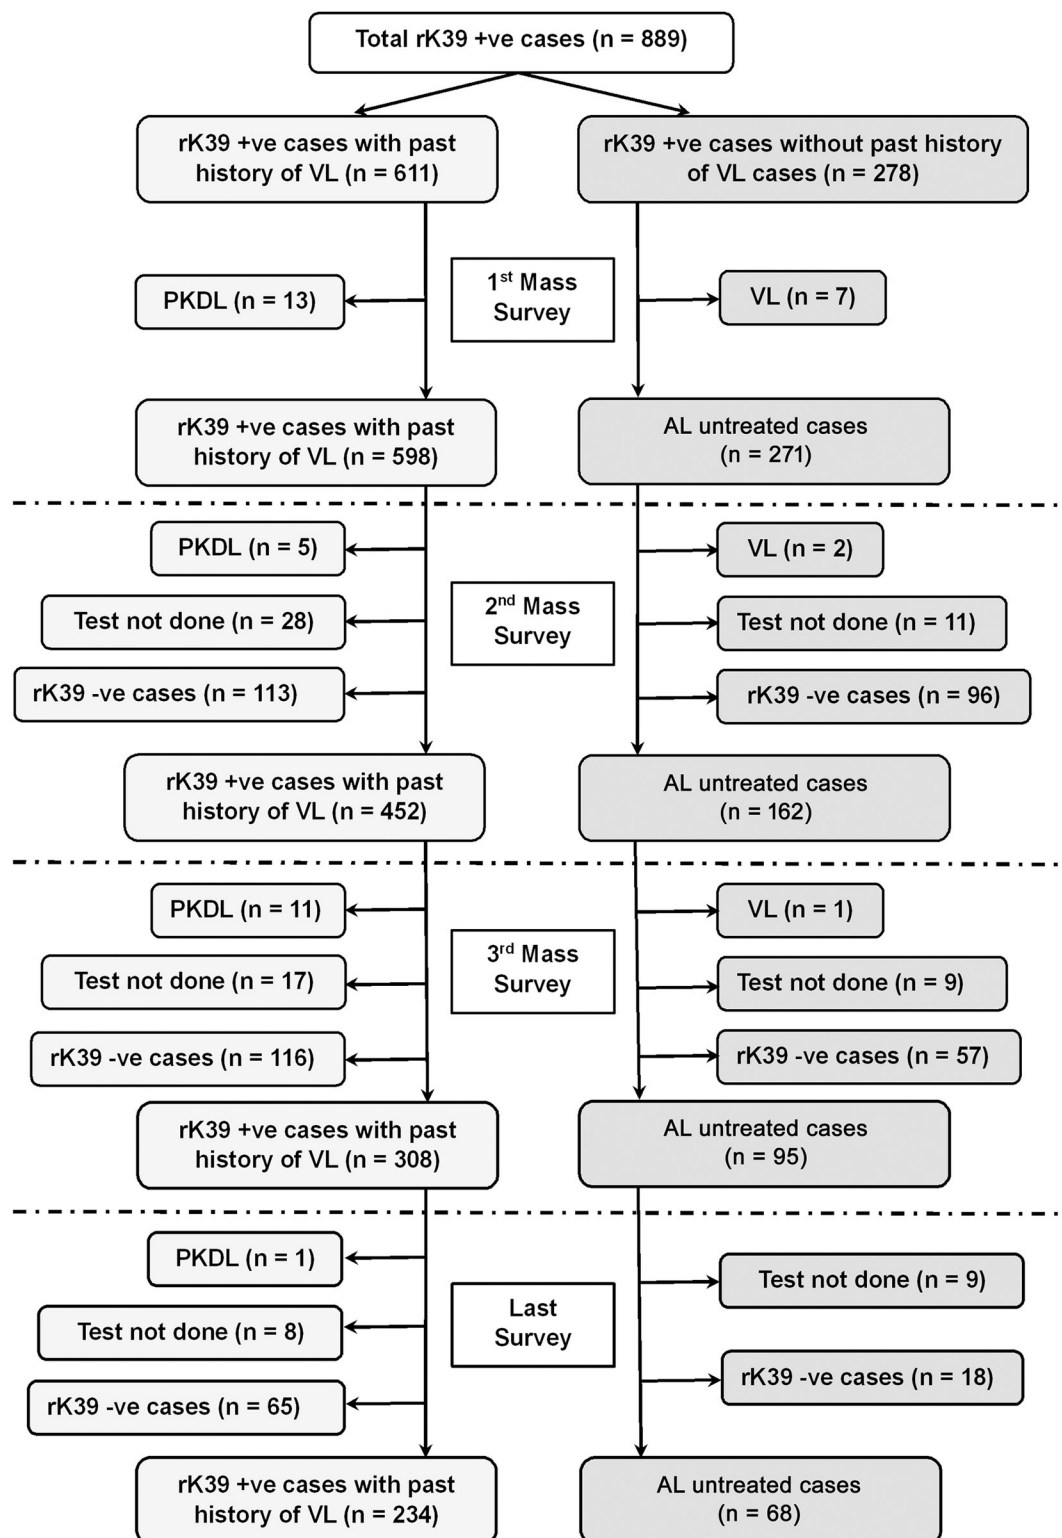 Total rK39 +ve cases (n = 889)
rK39 +ve cases with past
history of VL (n = 611)
rK39 +ve cases without past history
of VL cases (n = 278)
1st Mass
Survey
PKDL (n = 13)
VL (n = 7)
rK39 +ve cases with past
history of VL (n = 598)
AL untreated cases
(n = 271)
PKDL (n = 5)
Test not done (n = 28)
rK39 -ve cases (n = 113)
2nd Mass
Survey
VL (n = 2)
Test not done (n = 11)
rK39 -ve cases (n = 96)
rK39 +ve cases with past
history of VL (n = 452)
AL untreated cases
(n = 162)
PKDL (n = 11)
Test not done (n = 17)
rK39 -ve cases (n = 116)
3rd Mass
Survey
VL (n = 1)
Test not done (n = 9)
rK39 -ve cases (n = 57)
rK39 +ve cases with past
history of VL (n = 308)
AL untreated cases
(n = 95)
PKDL (n = 1)
Test not done (n = 8)
rK39 -ve cases (n = 65)
Last
Survey
Test not done (n = 9)
rK39 -ve cases (n = 18)
rK39 +ve cases with past
history of VL (n = 234)
AL untreated cases
(n = 68)